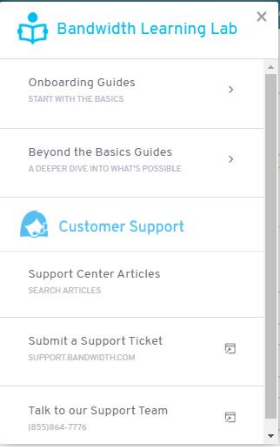 Bandwidth Learning Lab
Onboarding Guides
START WITH THE BASICS
Beyond the Basics Guides
A DEEPER DIVE INTO WHAT'S POSSIBLE
Customer Support
Support Center Articles
SEARCH ARTICLES
Submit a Support Ticket
SUPPORT.BANDWIDTH.COM
Talk to our Support Team
(855)864-7776